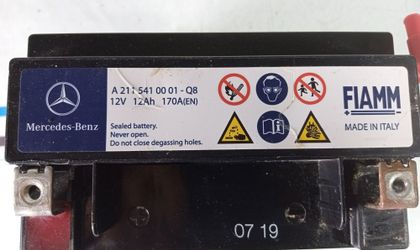 A 211 541 00 01 - Q8
12V 12Ah 170A(EN)
Mercedes-Benz
Sealed battery.
Never open.
Do not close degassing holes.
FIAMM
MADE IN ITALY
07 19